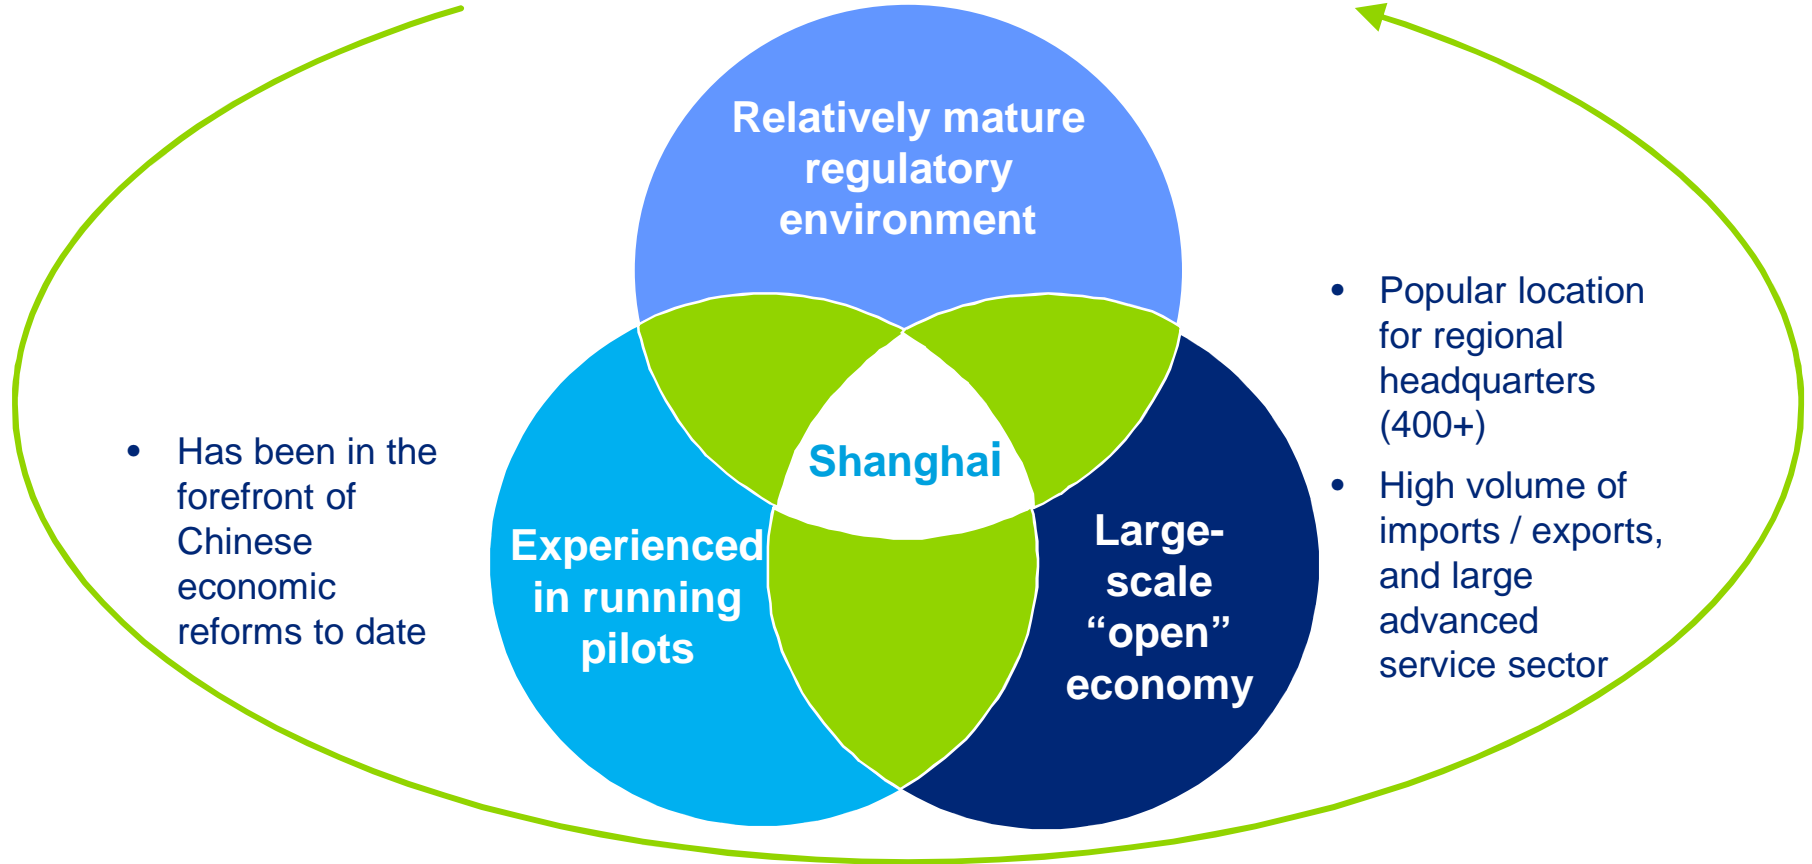 Relatively mature
regulatory
environment
• Has been in the
forefront of
Chinese
economic
reforms to date
Experienced
in running
pilots
Shanghai
Large-
scale
“open”
economy
• Popular location
for regional
headquarters
(400+)
• High volume of
imports / exports,
and large
advanced
service sector